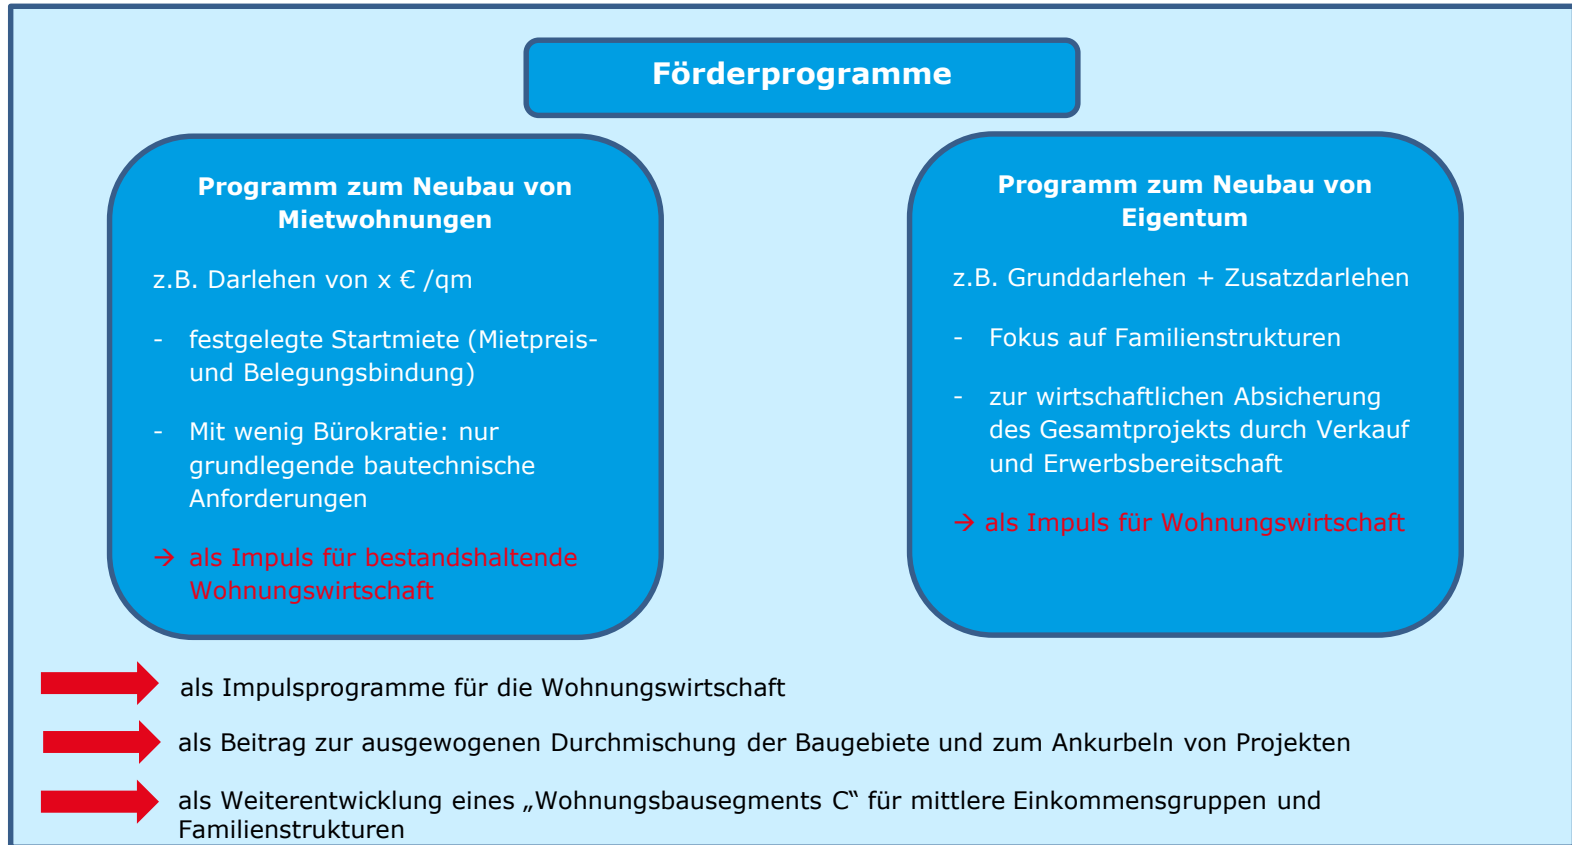 Förderprogramme
Programm zum Neubau von
Mietwohnungen
z.B. Darlehen von x € /qm
- festgelegte Startmiete (Mietpreis-
und Belegungsbindung)
- Mit wenig Bürokratie: nur
grundlegende bautechnische
Anforderungen
→ als Impuls für bestandshaltende
Wohnungswirtschaft
Programm zum Neubau von
Eigentum
z.B. Grunddarlehen + Zusatzdarlehen
- Fokus auf Familienstrukturen
- zur wirtschaftlichen Absicherung
des Gesamtprojekts durch Verkauf
und Erwerbsbereitschaft
→ als Impuls für Wohnungswirtschaft
als Impulsprogramme für die Wohnungswirtschaft
als Beitrag zur ausgewogenen Durchmischung der Baugebiete und zum Ankurbeln von Projekten
als Weiterentwicklung eines „Wohnungsbausegments C“ für mittlere Einkommensgruppen und
Familienstrukturen